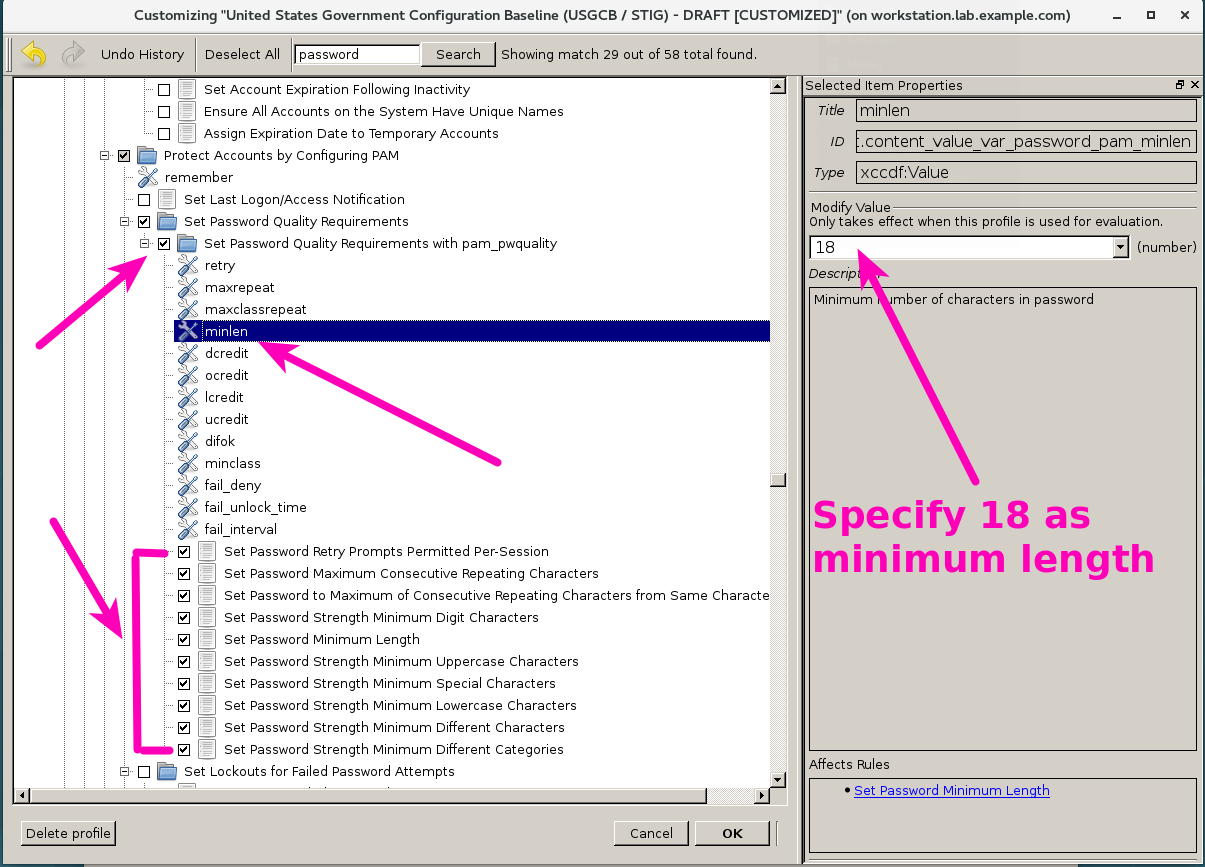 Customizing "United States Government Configuration Baseline (USGCB / STIG) - DRAFT [CUSTOMIZED]" (on workstation.lab.example.com)
Undo History
Deselect All
password
Search
Showing match 29 out of 58 total found.
Set Account Expiration Following Inactivity
Ensure All Accounts on the System Have Unique Names
Assign Expiration Date to Temporary Accounts
Protect Accounts by Configuring PAM
remember
Set Last Logon/Access Notification
Set Password Quality Requirements
Set Password Quality Requirements with pam_pwquality
retry
maxrepeat
maxclassrepeat
minlen
dcredit
ocredit
lcredit
ucredit
difok
minclass
fail_deny
fail_unlock_time
fail_interval
Set Password Retry Prompts Permitted Per-Session
Set Password Maximum Consecutive Repeating Characters
Set Password to Maximum of Consecutive Repeating Characters from Same Characte
Set Password Strength Minimum Digit Characters
Set Password Minimum Length
Set Password Strength Minimum Uppercase Characters
Set Password Strength Minimum Special Characters
Set Password Strength Minimum Lowercase Characters
Set Password Strength Minimum Different Characters
Set Password Strength Minimum Different Categories
Set Lockouts for Failed Password Attempts
Delete profile
Cancel
OK
Selected Item Properties
Title minlen
ID :.content_value_var_password_pam_minlen
Type xccdf:Value
Modify Value
Only takes effect when this profile is used for evaluation.
18 (number)
Minimum number of characters in password
Specify 18 as
minimum length
Affects Rules
Set Password Minimum Length